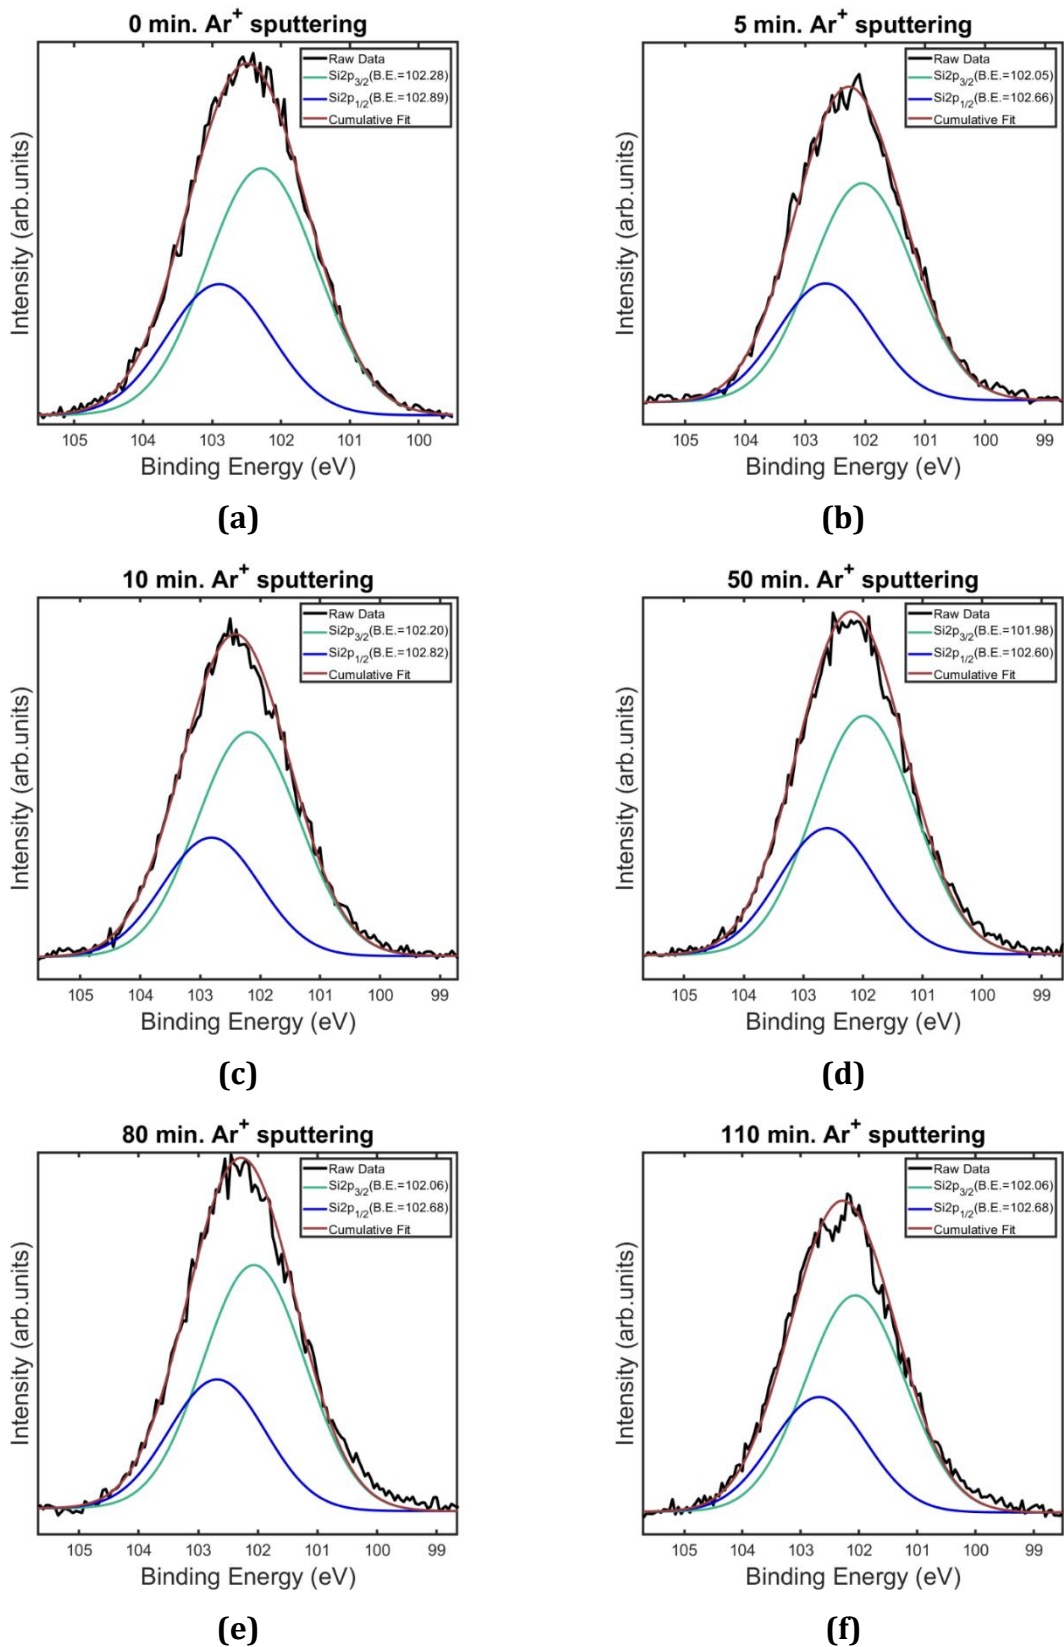 0 min. Ar+ sputtering
Raw Data
Si2p3/2(B.E.=102.28)
Si2p1/2(B.E.=102.89)
Cumulative Fit
Intensity (arb.units)
105 104 103 102 101 100
Binding Energy (eV)
(a)
5 min. Ar+ sputtering
Raw Data
Si2p3/2(B.E.=102.05)
Si2p1/2(B.E.=102.66)
Cumulative Fit
Intensity (arb.units)
105 104 103 102 101 100 99
Binding Energy (eV)
(b)
10 min. Ar+ sputtering
Raw Data
Si2p3/2(B.E.=102.20)
Si2p1/2(B.E.=102.82)
Cumulative Fit
Intensity (arb.units)
105 104 103 102 101 100 99
Binding Energy (eV)
(c)
50 min. Ar+ sputtering
Raw Data
Si2p3/2(B.E.=101.98)
Si2p1/2(B.E.=102.60)
Cumulative Fit
Intensity (arb.units)
105 104 103 102 101 100 99
Binding Energy (eV)
(d)
80 min. Ar+ sputtering
Raw Data
Si2p3/2(B.E.=102.06)
Si2p1/2(B.E.=102.68)
Cumulative Fit
Intensity (arb.units)
105 104 103 102 101 100 99
Binding Energy (eV)
(e)
110 min. Ar+ sputtering
Raw Data
Si2p3/2(B.E.=102.06)
Si2p1/2(B.E.=102.68)
Cumulative Fit
Intensity (arb.units)
105 104 103 102 101 100 99
Binding Energy (eV)
(f)